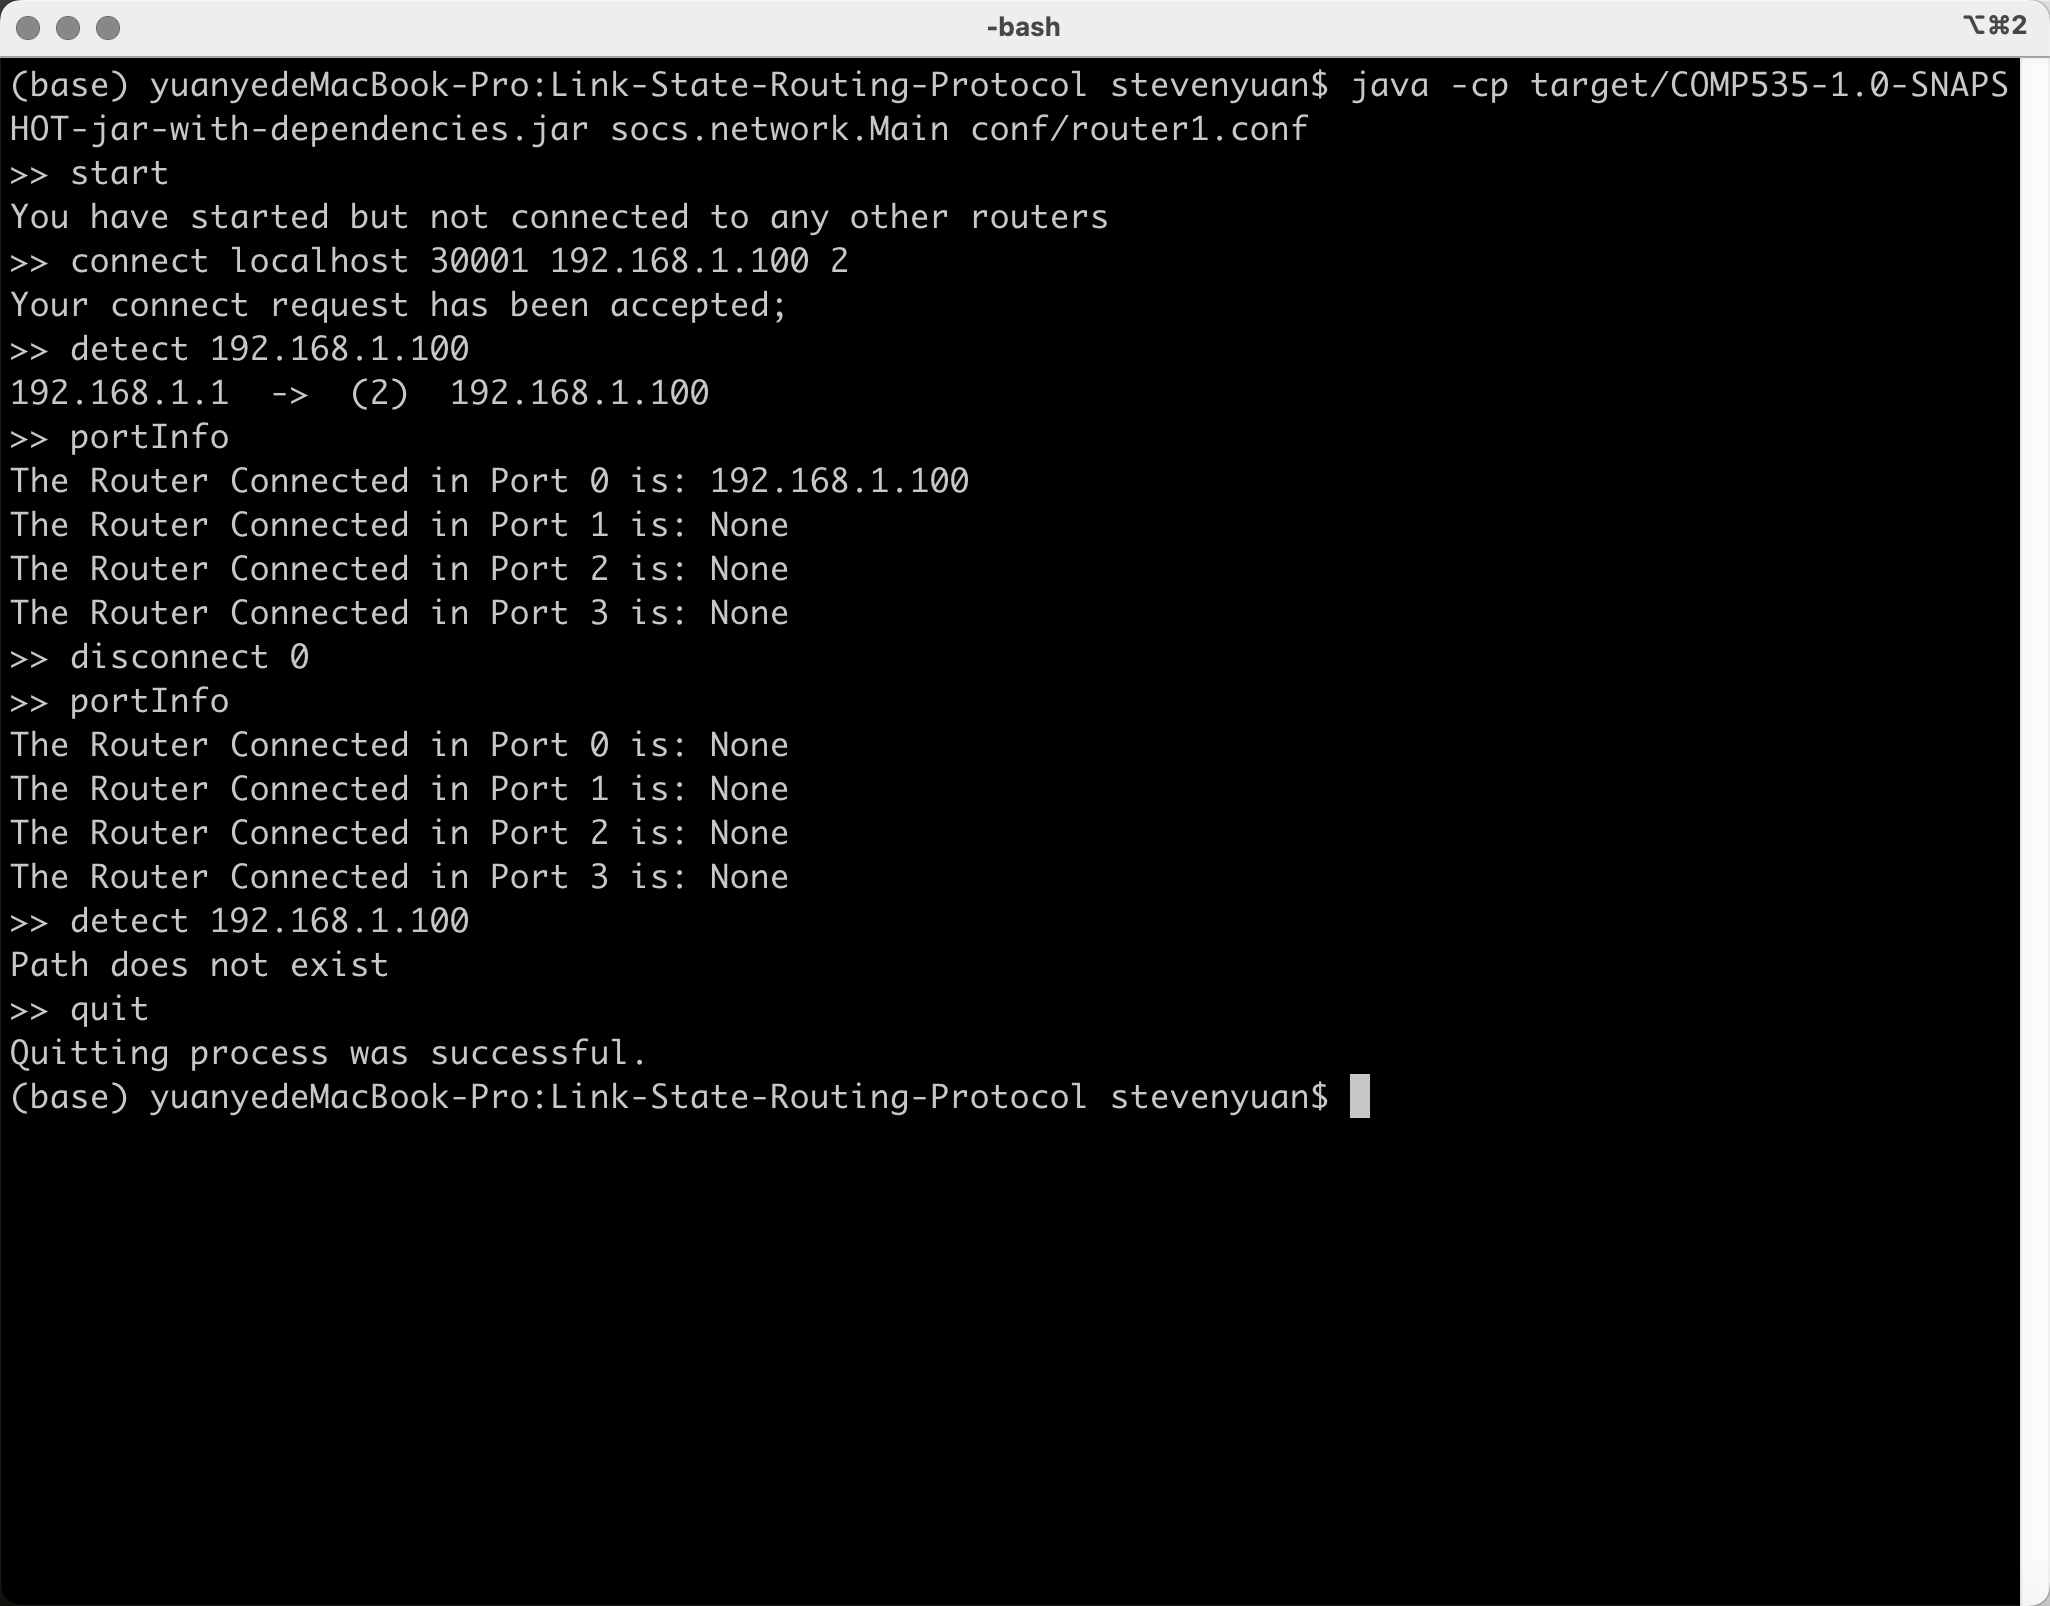 -bash
⌥⌘2
(base) yuanyedeMacBook-Pro:Link-State-Routing-Protocol stevenyuan$ java -cp target/COMP535-1.0-SNAPS
HOT-jar-with-dependencies.jar socs.network.Main conf/router1.conf
>> start
You have started but not connected to any other routers
>> connect localhost 30001 192.168.1.100 2
Your connect request has been accepted;
>> detect 192.168.1.100
192.168.1.1  ->  (2)  192.168.1.100
>> portInfo
The Router Connected in Port 0 is: 192.168.1.100
The Router Connected in Port 1 is: None
The Router Connected in Port 2 is: None
The Router Connected in Port 3 is: None
>> disconnect 0
>> portInfo
The Router Connected in Port 0 is: None
The Router Connected in Port 1 is: None
The Router Connected in Port 2 is: None
The Router Connected in Port 3 is: None
>> detect 192.168.1.100
Path does not exist
>> quit
Quitting process was successful.
(base) yuanyedeMacBook-Pro:Link-State-Routing-Protocol stevenyuan$